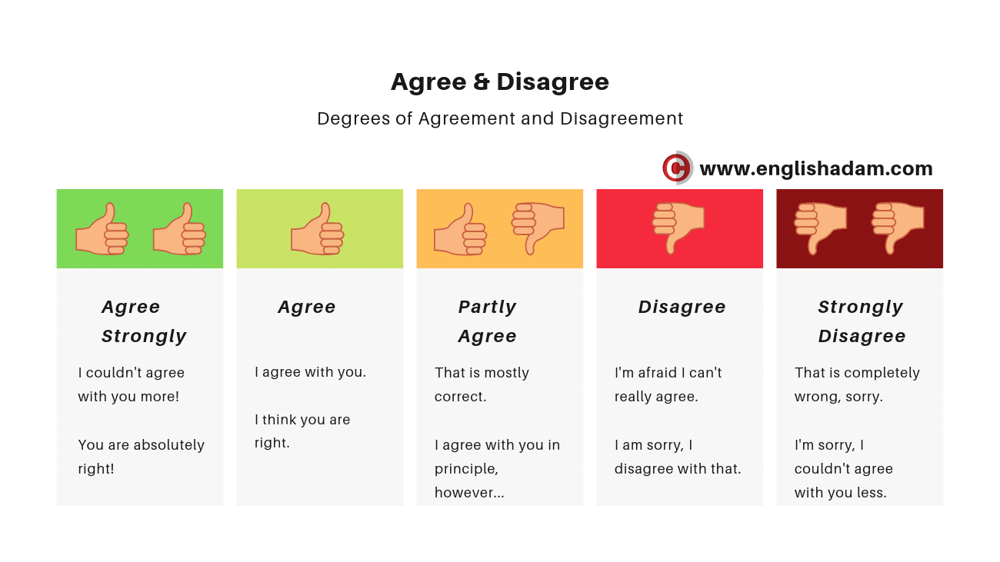 Agree & Disagree
Degrees of Agreement and Disagreement
www.englishadam.com
Agree
Strongly
I couldn't agree
with you more!
You are absolutely
right!
Agree
I agree with you.
I think you are
right.
Partly
Agree
That is mostly
correct.
I agree with you in
principle,
however...
Disagree
I'm afraid I can't
really agree.
I am sorry, I
disagree with that.
Strongly
Disagree
That is completely
wrong, sorry.
I'm sorry, I
couldn't agree
with you less.